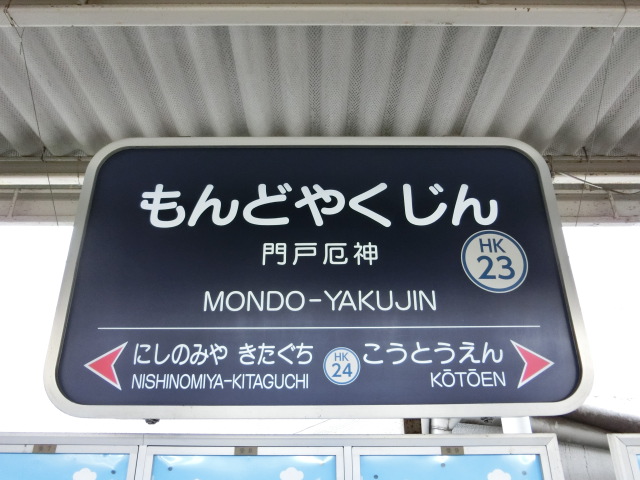 もんどやくじん
門戸厄神
HK
23
MONDO-YAKUJIN
にしのみや きたぐち
NISHINOMIYA-KITAGUCHI
HK
24
こうとうえん
KŌTŌEN